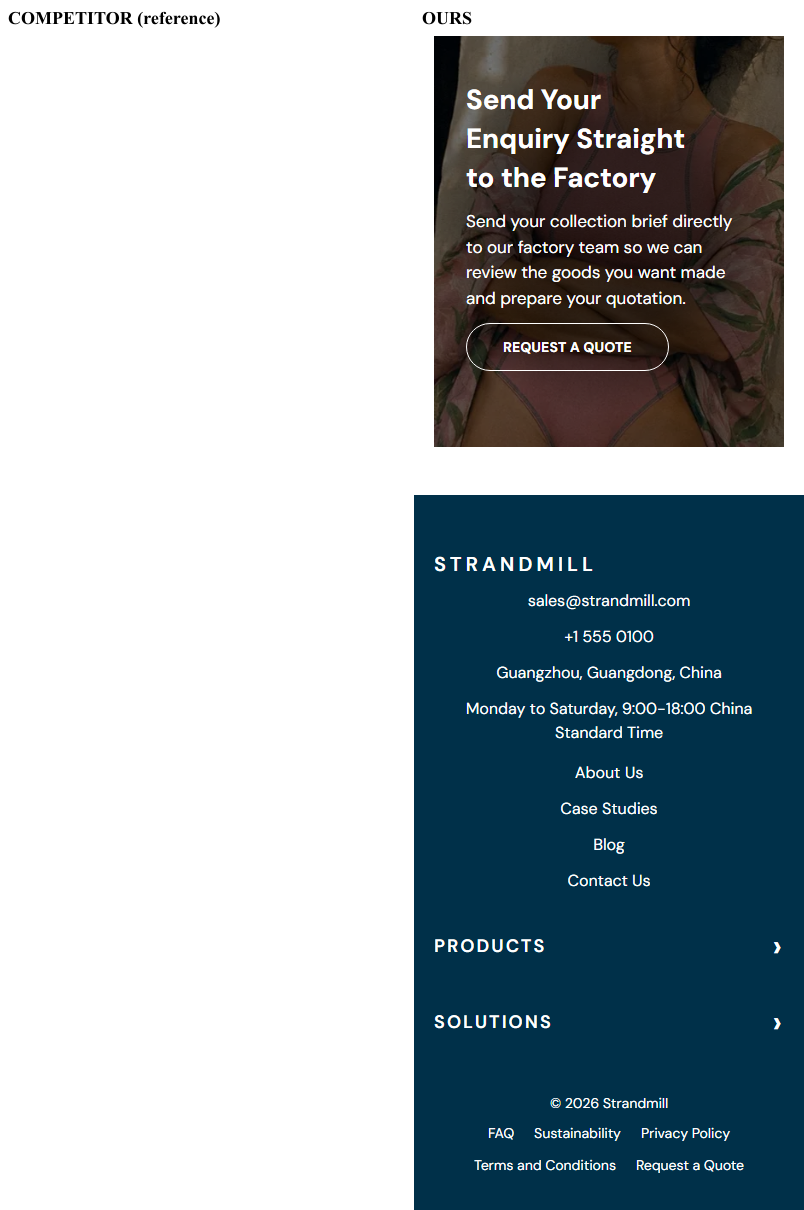 COMPETITOR (reference)
OURS
Send Your
Enquiry Straight
to the Factory
Send your collection brief directly
to our factory team so we can
review the goods you want made
and prepare your quotation.
REQUEST A QUOTE
STRANDMILL
sales@strandmill.com
+1 555 0100
Guangzhou, Guangdong, China
Monday to Saturday, 9:00-18:00 China
Standard Time
About Us
Case Studies
Blog
Contact Us
PRODUCTS
SOLUTIONS
© 2026 Strandmill
FAQ Sustainability Privacy Policy
Terms and Conditions Request a Quote